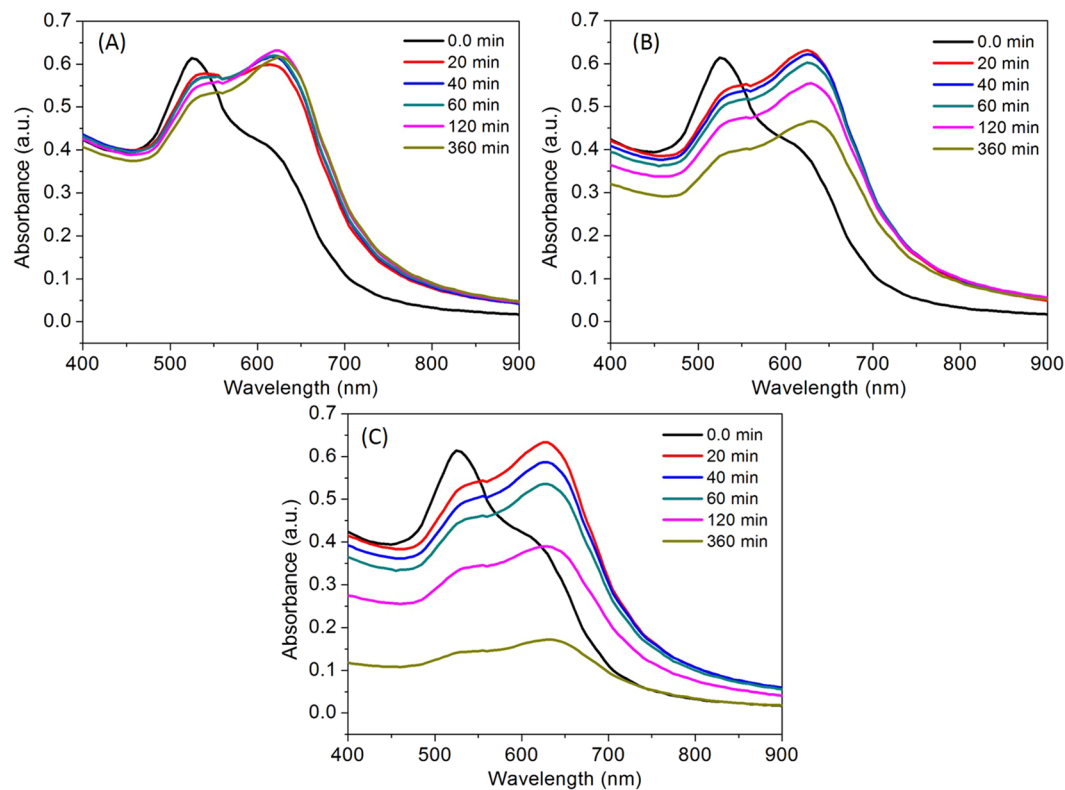 (A)
0.7
0.6
0.5
0.4
0.3
0.2
0.1
0.0
Absorbance (a.u.)
0.0 min
20 min
40 min
60 min
120 min
360 min
400 500 600 700 800 900
Wavelength (nm)
(B)
0.7
0.6
0.5
0.4
0.3
0.2
0.1
0.0
Absorbance (a.u.)
0.0 min
20 min
40 min
60 min
120 min
360 min
400 500 600 700 800 900
Wavelength (nm)
(C)
0.7
0.6
0.5
0.4
0.3
0.2
0.1
0.0
Absorbance (a.u.)
0.0 min
20 min
40 min
60 min
120 min
360 min
400 500 600 700 800 900
Wavelength (nm)